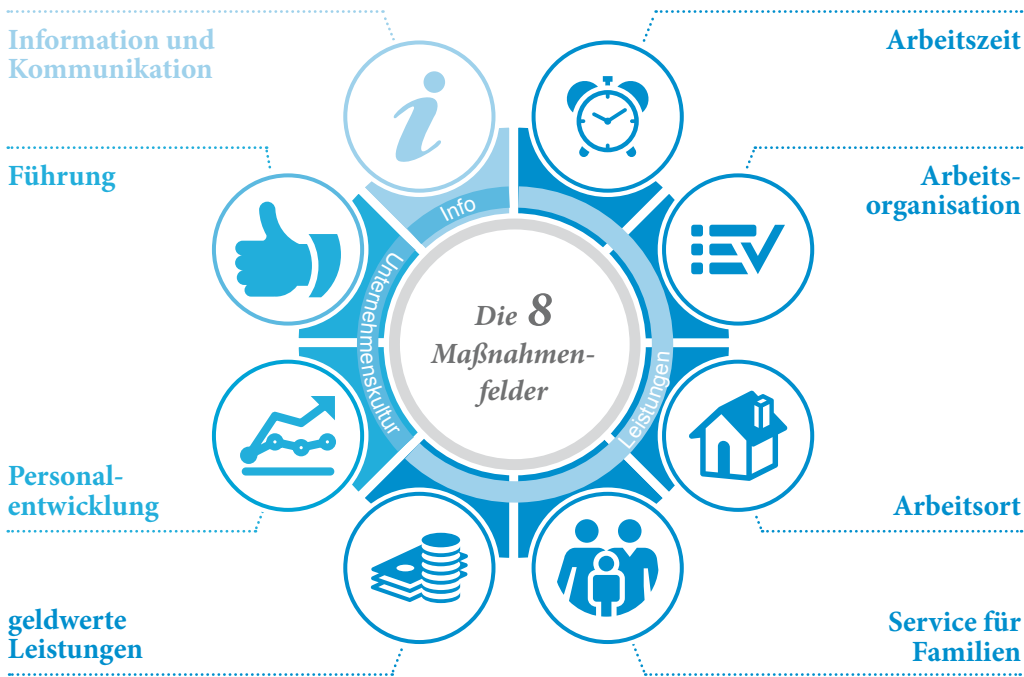 Information und
Kommunikation
Arbeitszeit
Führung
Arbeits-
organisation
Info
Unternehmenskultur
Leistungen
Die 8
Maßnahmen-
felder
Personal-
entwicklung
Arbeitsort
geldwerte
Leistungen
Service für
Familien